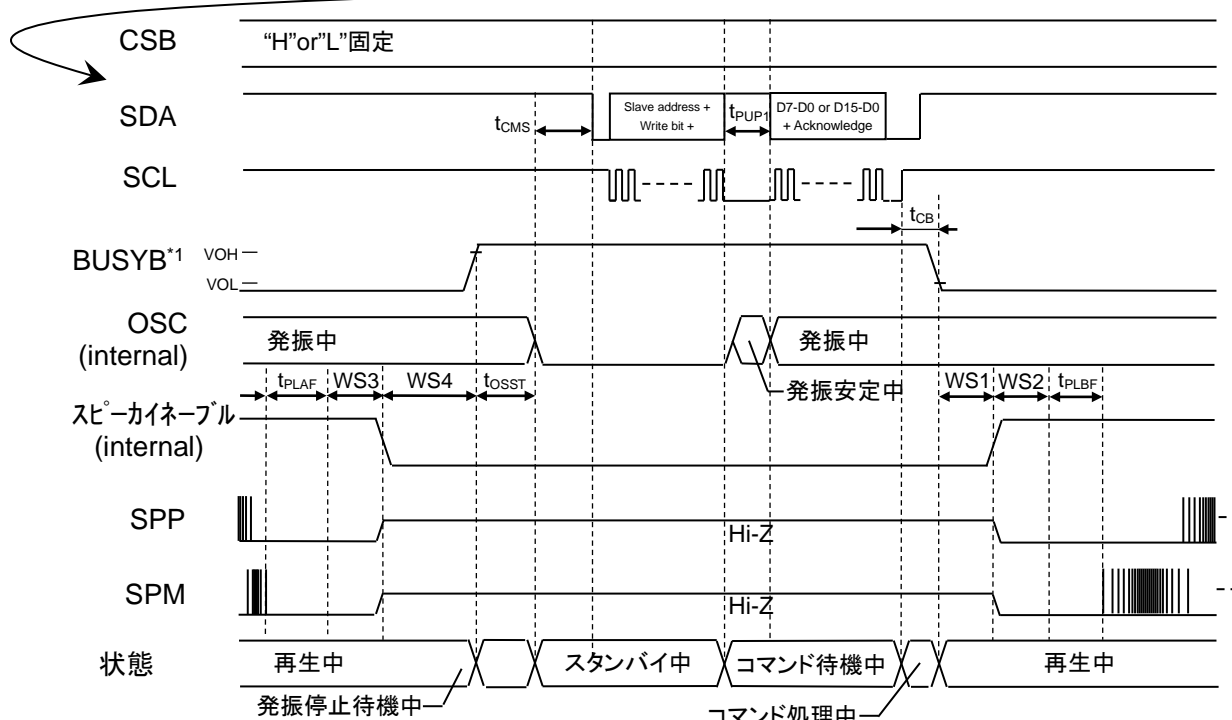 CSB
“H”or”L”固定
SDA
tCMS
Slave address +
Write bit +
tPUP1
D7-D0 or D15-D0
+ Acknowledge
SCL
tCB
BUSYB*1
VOH
VOL
OSC
(internal)
発振中
発振中
発振安定中
tPLAF
WS3
WS4
tOSST
WS1
WS2
tPLBF
スピーカイネーブル
(internal)
SPP
Hi-Z
SPM
Hi-Z
状態
再生中
スタンバイ中
コマンド待機中
再生中
発振停止待機中
コマンド処理中